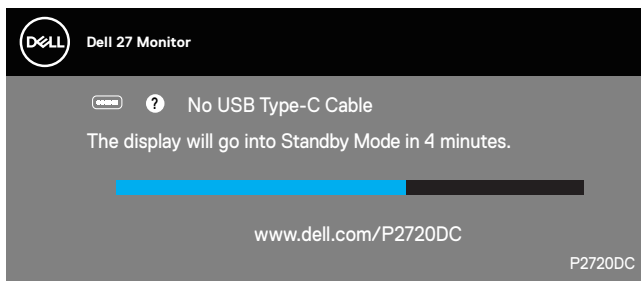 DELL
Dell 27 Monitor
? No USB Type-C Cable
The display will go into Standby Mode in 4 minutes.
www.dell.com/P2720DC
P2720DC